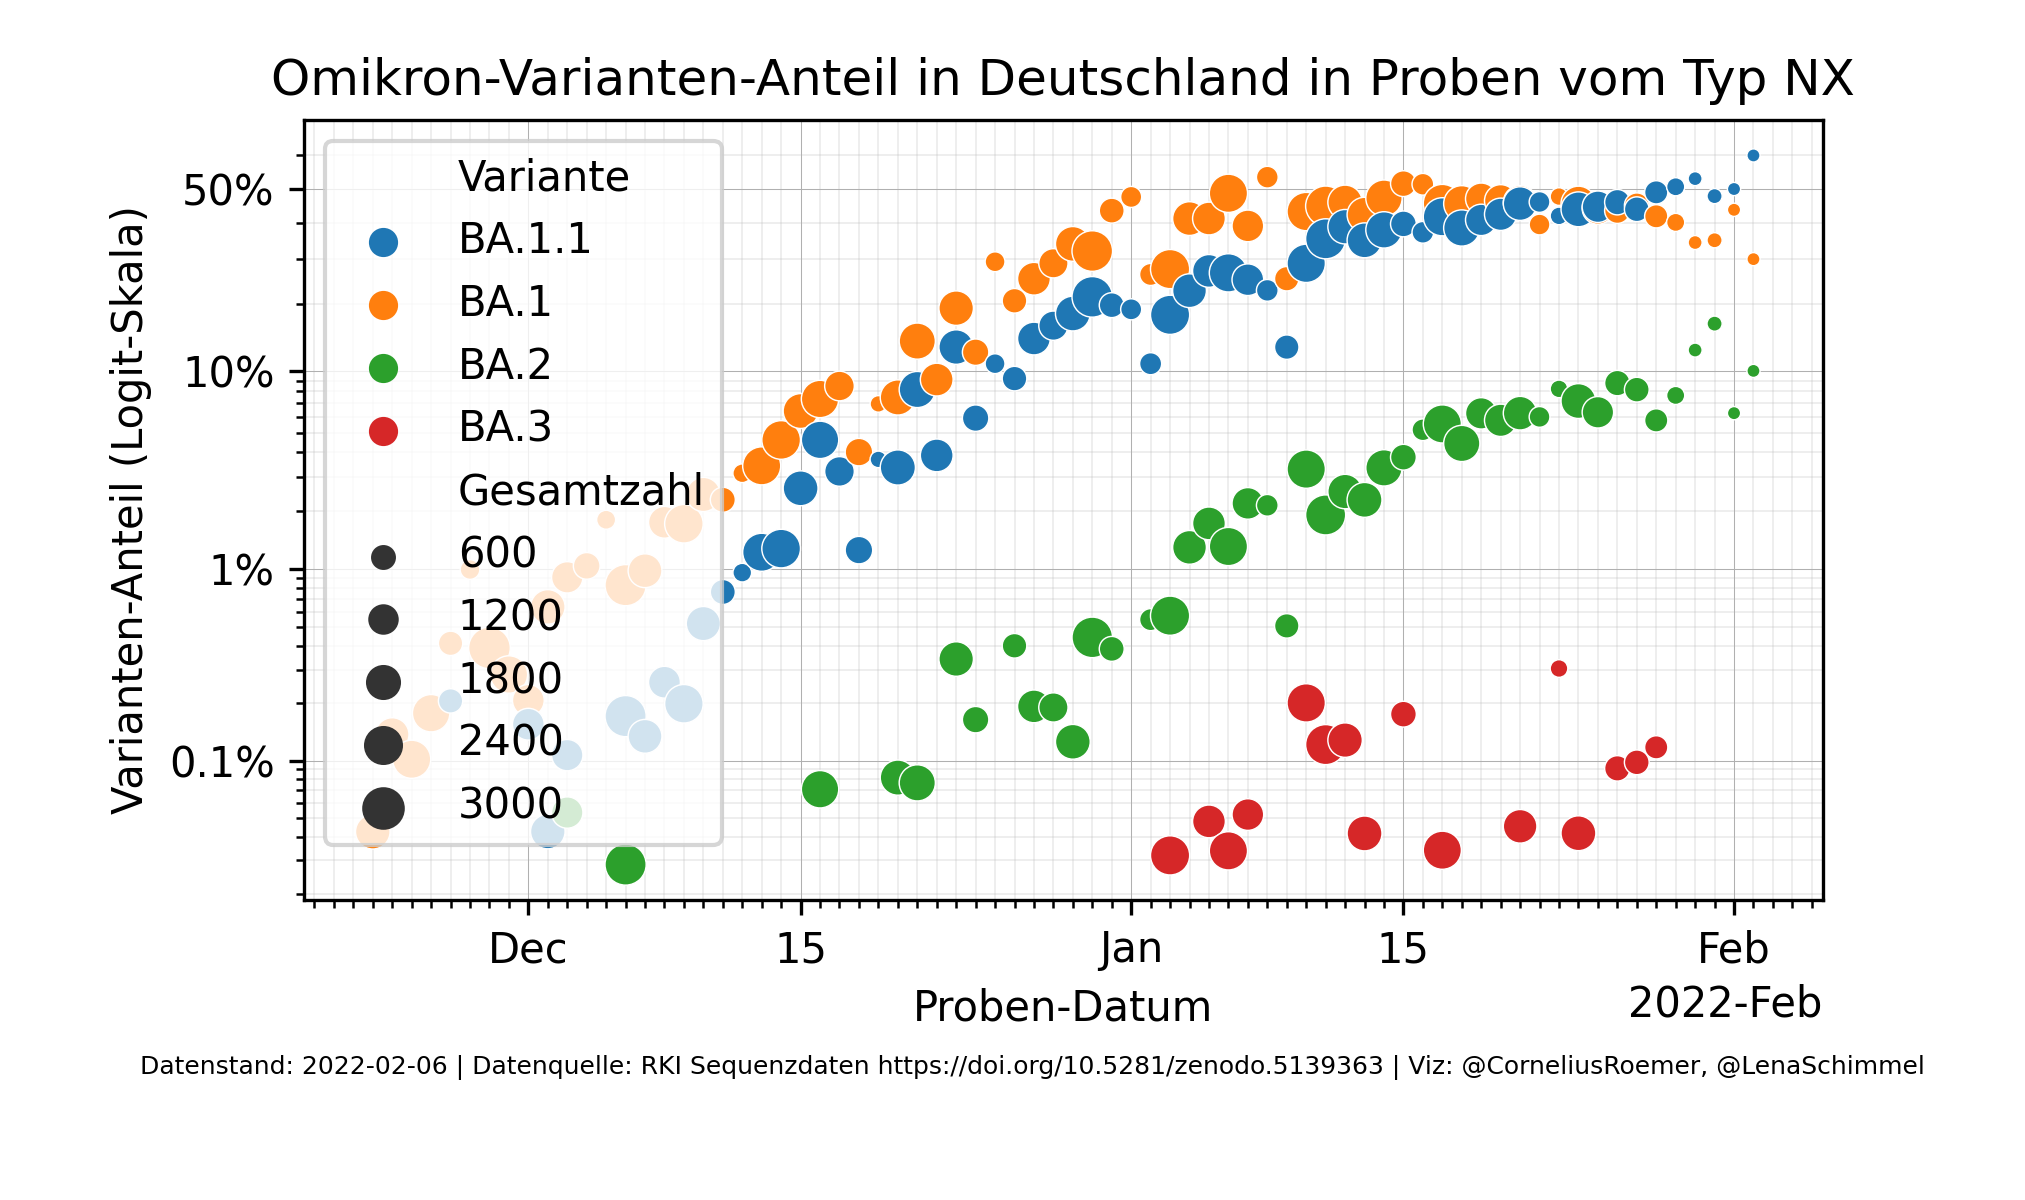 Omikron-Varianten-Anteil in Deutschland in Proben vom Typ NX
Varianten-Anteil (Logit-Skala)
50%
10%
1%
0.1%
Variante
BA.1.1
BA.1
BA.2
BA.3
Gesamtzahl
600
1200
1800
2400
3000
Dec 15 Jan 15 Feb
2022-Feb
Proben-Datum
Datenstand: 2022-02-06 | Datenquelle: RKI Sequenzdaten https://doi.org/10.5281/zenodo.5139363 | Viz: @CorneliusRoemer, @LenaSchimmel